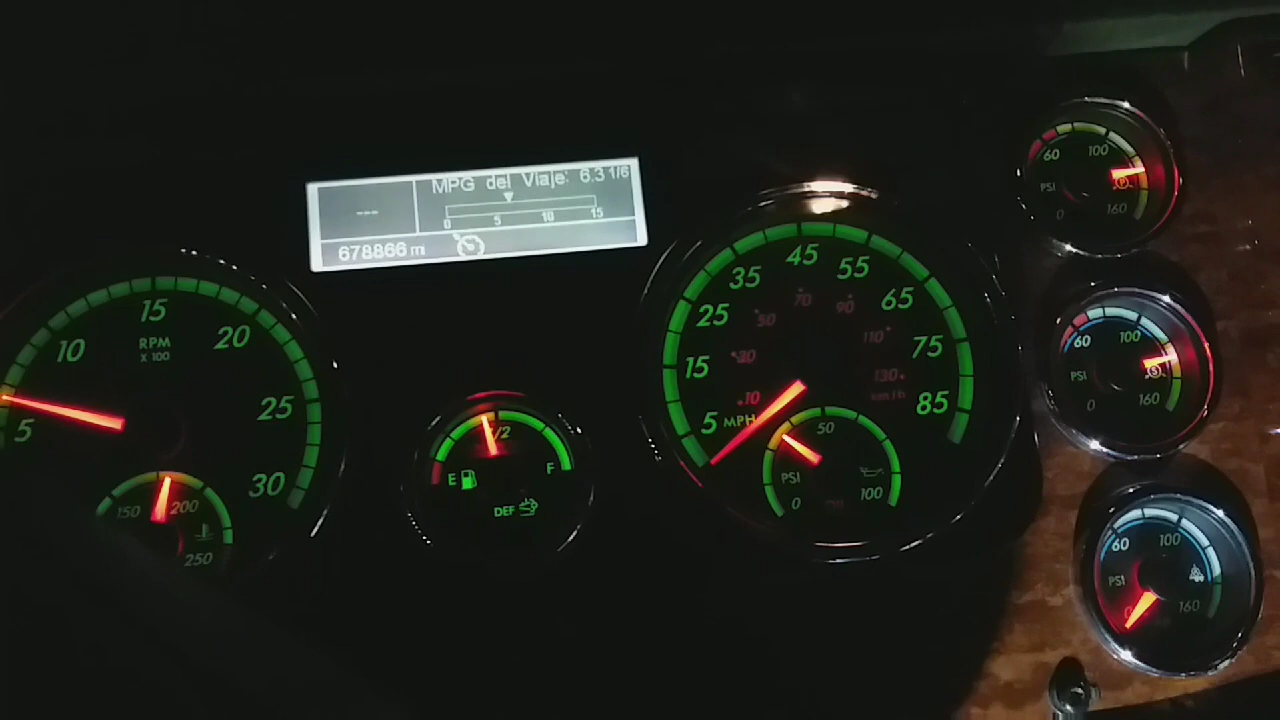 MPG del Viaje: 6.3 1/6
---
0 5 10 15
678866 mi
5 10 15 20 25 30
RPM
X 100
150 200 250
1/2
E F
DEF
5 15 25 35 45 55 65 75 85
MPH
10 30 50 70 90 110 130
km/h
0 50 100
PSI
0 60 100 160
PSI
P
0 60 100 160
PSI
S
0 60 100 160
PSI